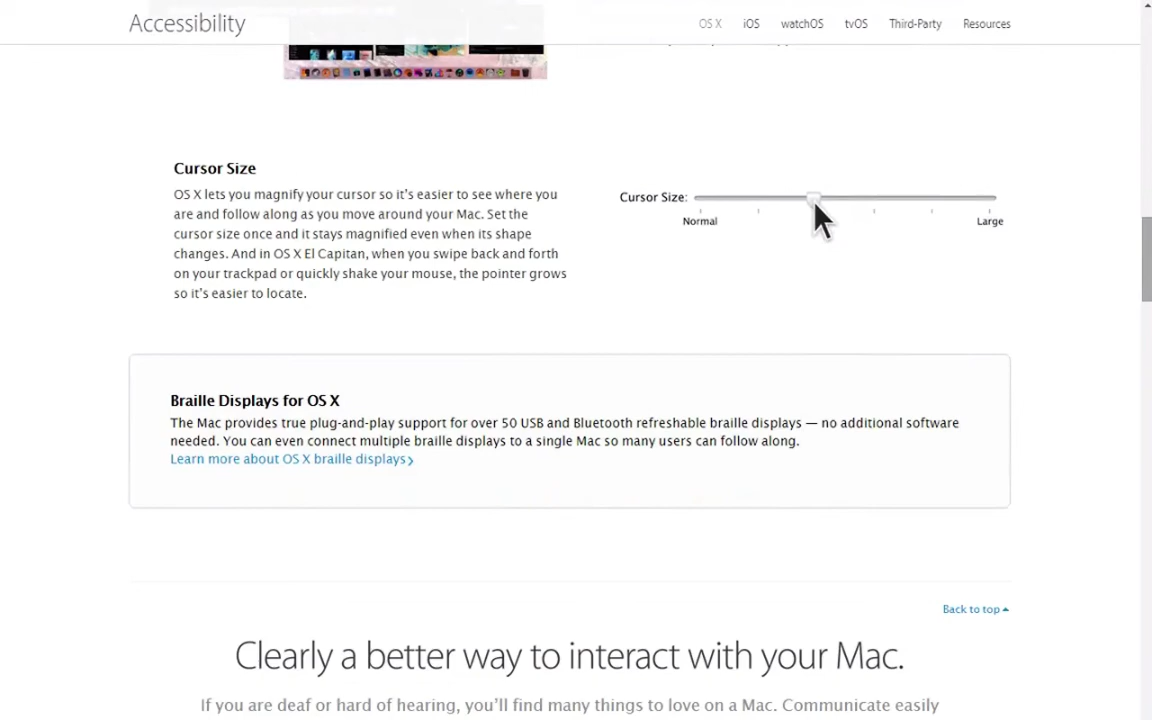 Accessibility
OS X iOS watchOS tvOS Third-Party Resources
Cursor Size
OS X lets you magnify your cursor so it's easier to see where you
are and follow along as you move around your Mac. Set the
cursor size once and it stays magnified even when its shape
changes. And in OS X El Capitan, when you swipe back and forth
on your trackpad or quickly shake your mouse, the pointer grows
so it's easier to locate.
Cursor Size:
Normal Large
Braille Displays for OS X
The Mac provides true plug-and-play support for over 50 USB and Bluetooth refreshable braille displays — no additional software
needed. You can even connect multiple braille displays to a single Mac so many users can follow along.
Learn more about OS X braille displays
Back to top
Clearly a better way to interact with your Mac.
If you are deaf or hard of hearing, you'll find many things to love on a Mac. Communicate easily